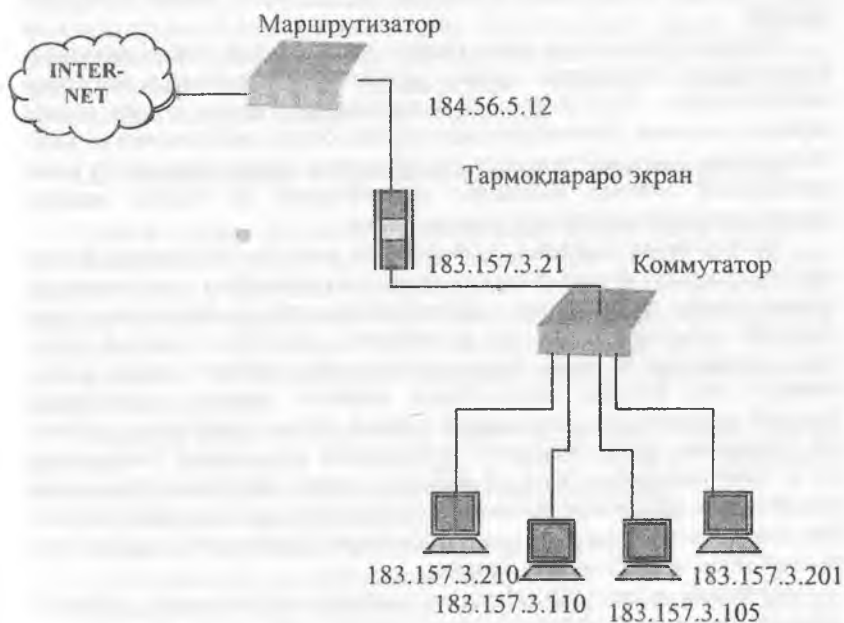 Маршрутизатор
INTER-
NET
184.56.5.12
Тармоқлараро экран
183.157.3.21
Коммутатор
183.157.3.210
183.157.3.201
183.157.3.110
183.157.3.105